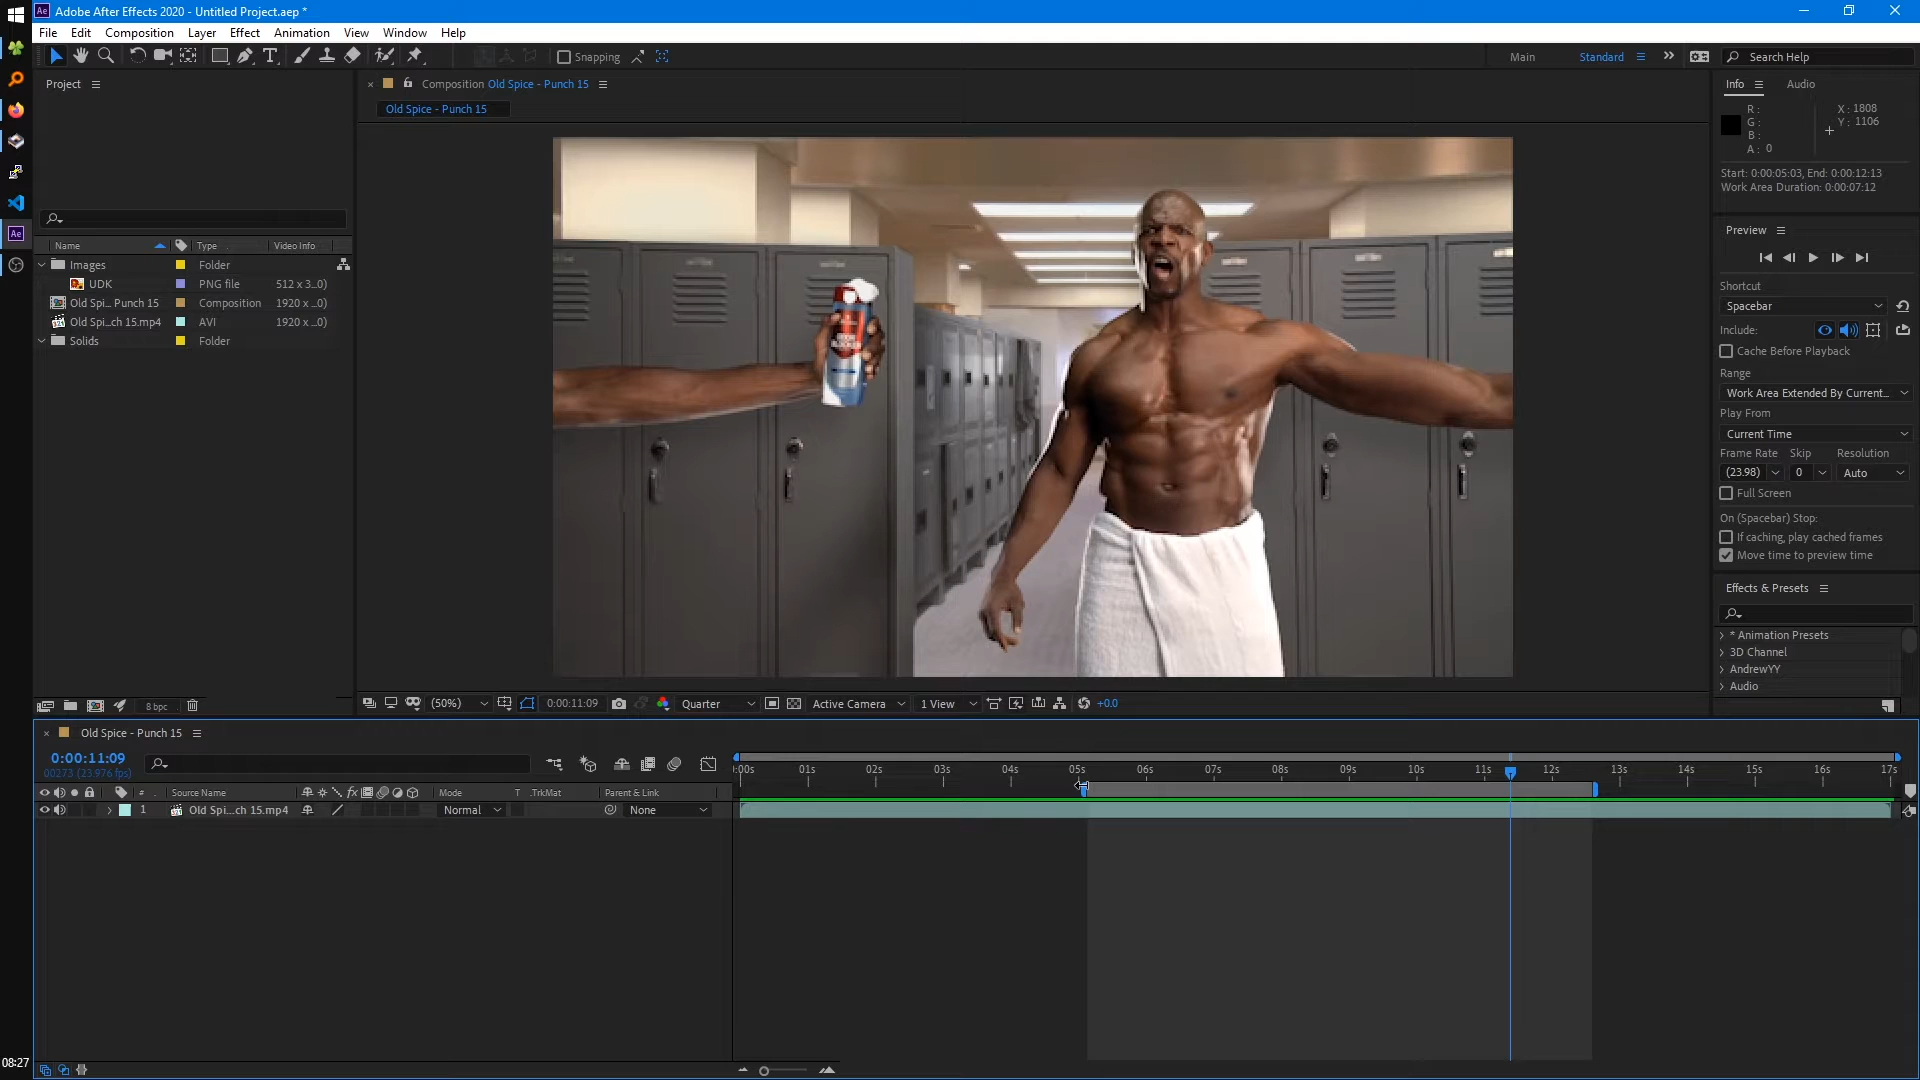 Adobe After Effects 2020 - Untitled Project.aep *
File Edit Composition Layer Effect Animation View Window Help
Snapping
Main Standard Search Help
Project
Composition Old Spice - Punch 15
Old Spice - Punch 15
Name Type Video Info
Images Folder
UDK PNG file 512 x 3...0)
Old Spi... Punch 15 Composition 1920 x ...0)
Old Spi...ch 15.mp4 AVI 1920 x ...0)
Solids Folder
8 bpc
(50%) 0:00:11:09 Quarter Active Camera 1 View +0.0
Info Audio
R : X : 1808
G : Y : 1106
B :
A : 0
Start: 0:00:05:03, End: 0:00:12:13
Work Area Duration: 0:00:07:12
Preview
Shortcut
Spacebar
Include:
Cache Before Playback
Range
Work Area Extended By Current...
Play From
Current Time
Frame Rate Skip Resolution
(23.98) 0 Auto
Full Screen
On (Spacebar) Stop:
If caching, play cached frames
Move time to preview time
Effects & Presets
* Animation Presets
3D Channel
AndrewYY
Audio
Old Spice - Punch 15
0:00:11:09
00273 (23.976 fps)
:00s 01s 02s 03s 04s 05s 06s 07s 08s 09s 10s 11s 12s 13s 14s 15s 16s 17s
# Source Name fx Mode T .TrkMat Parent & Link
1 Old Spi...ch 15.mp4 Normal None
08:27